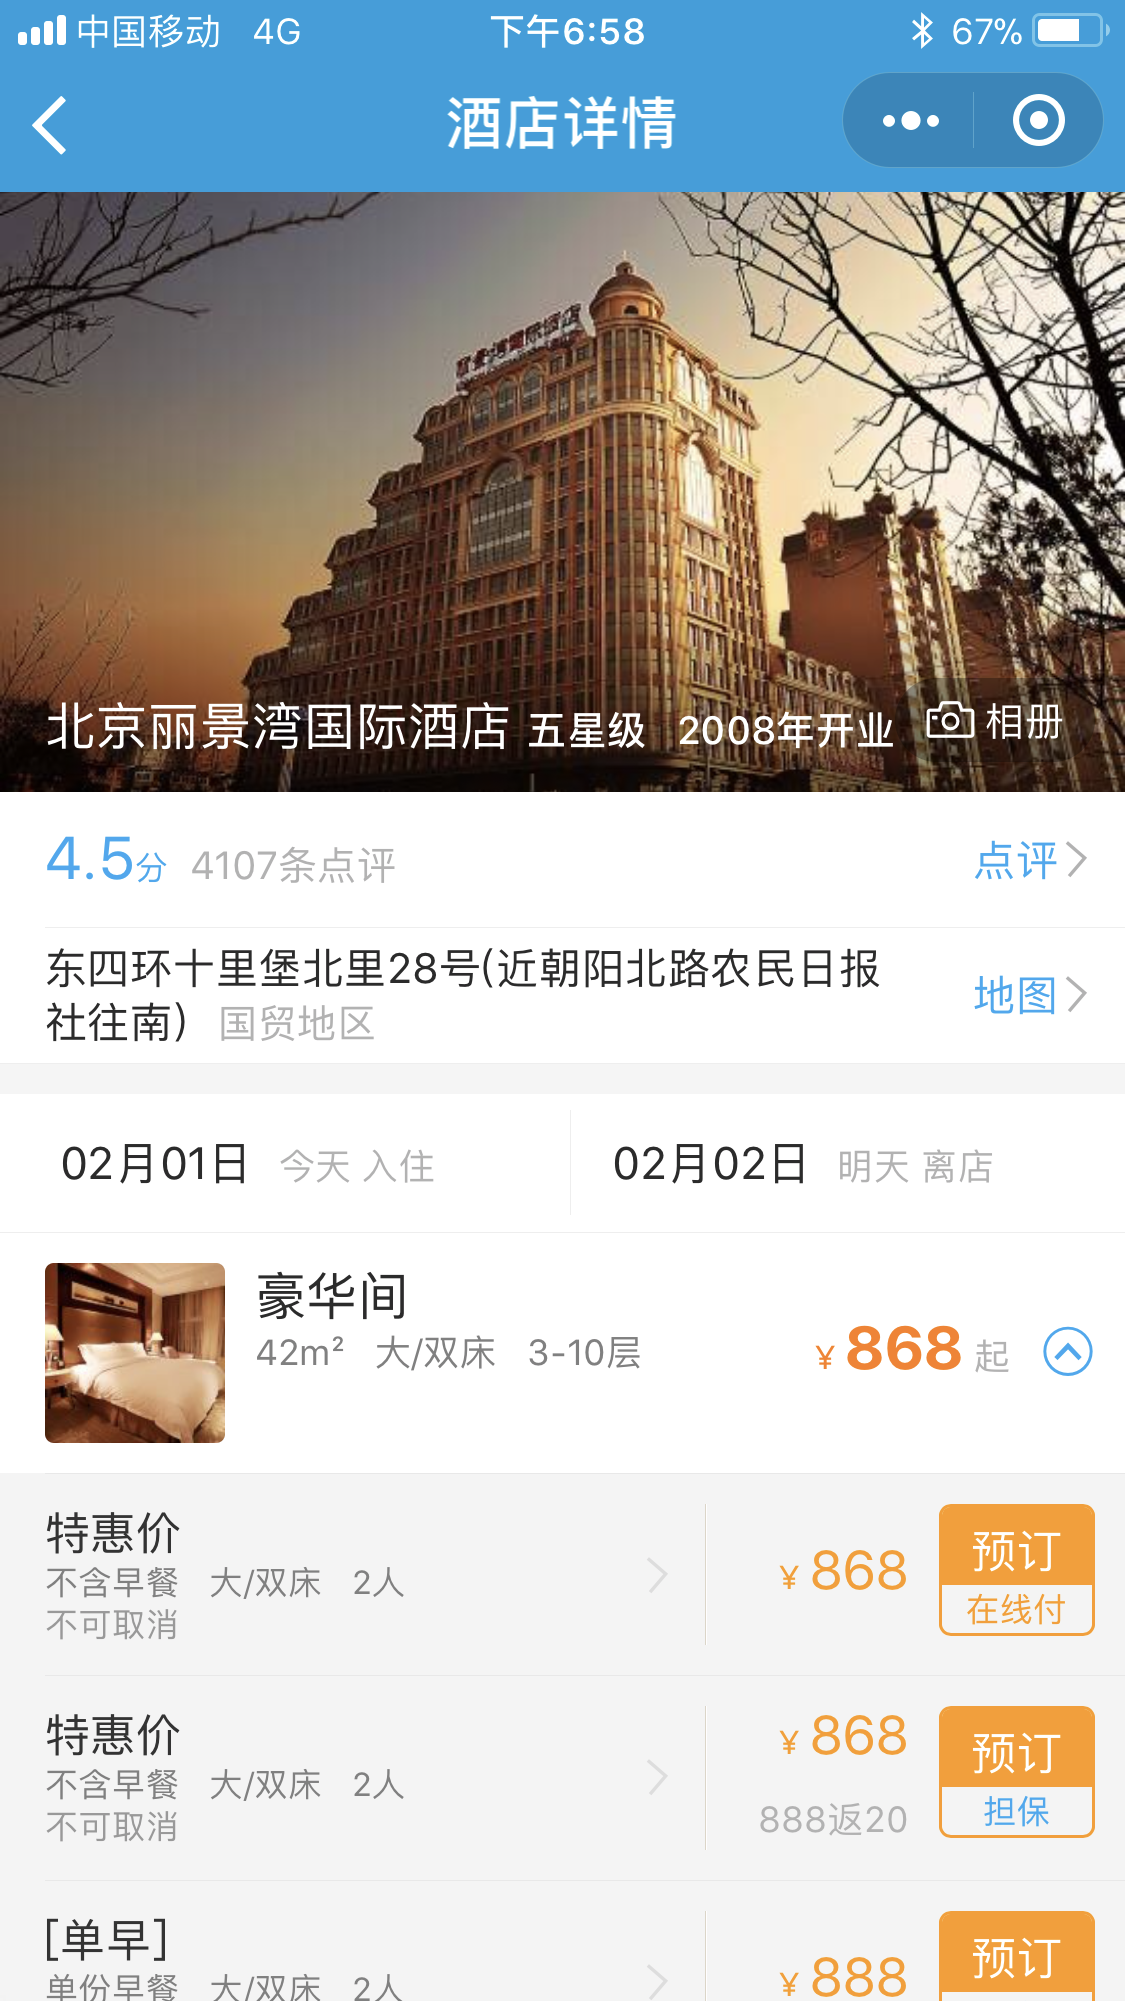 中国移动 4G 下午6:58 67%
酒店详情
北京丽景湾国际酒店 五星级 2008年开业 相册
4.5分 4107条点评 点评
东四环十里堡北里28号(近朝阳北路农民日报
社往南) 国贸地区
地图
02月01日 今天 入住 02月02日 明天 离店
豪华间
42m² 大/双床 3-10层
¥ 868 起
特惠价
不含早餐 大/双床 2人
不可取消
¥ 868
预订
在线付
特惠价
不含早餐 大/双床 2人
不可取消
¥ 868
888返20
预订
担保
[单早]
单份早餐 大/双床 2人
¥ 888
预订